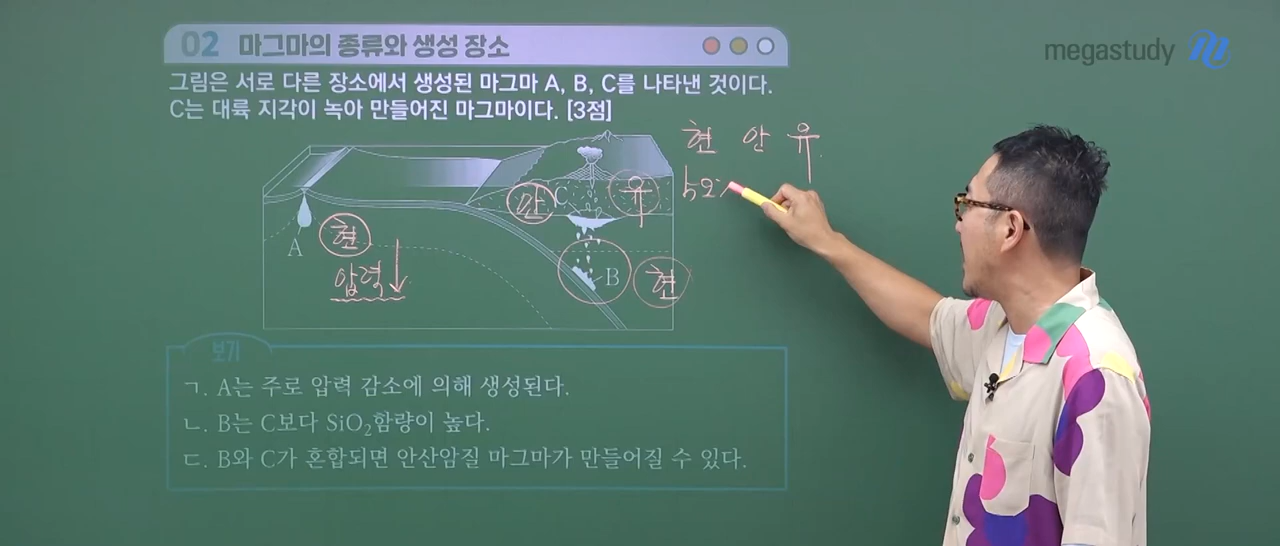 02 마그마의 종류와 생성 장소
megastudy
그림은 서로 다른 장소에서 생성된 마그마 A, B, C를 나타낸 것이다.
C는 대륙 지각이 녹아 만들어진 마그마이다. [3점]
현 안 유
안 C 유
A 현
압력 B 현
보기
ㄱ. A는 주로 압력 감소에 의해 생성된다.
ㄴ. B는 C보다 SiO₂함량이 높다.
ㄷ. B와 C가 혼합되면 안산암질 마그마가 만들어질 수 있다.